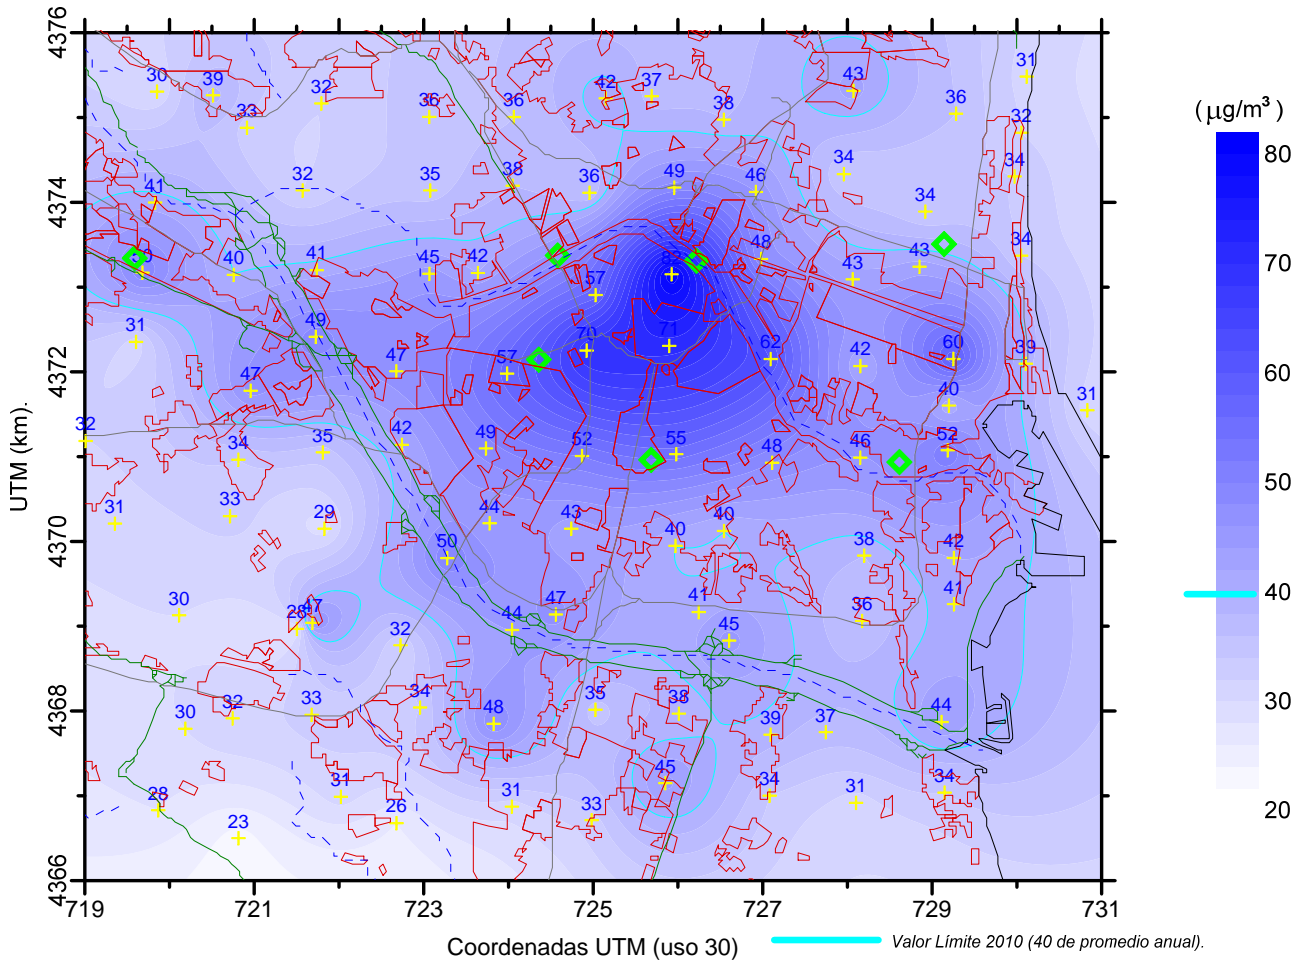 4376
4374
4372
4370
4368
4366
UTM (km).
30 39 33 32 36 36 42 37 38 43 36 31 32
41 32 35 38 36 49 46 34 34 34
40 41 45 42 57 82 48 43 43 34
31 49 47 57 70 71 62 42 60 39
47 32 34 35 42 49 52 55 48 46 40 52 31
31 33 29 50 44 43 40 40 38 42
30 28 47 32 44 47 41 45 36 41
30 32 33 34 48 35 38 39 37 44
28 23 31 26 31 33 45 34 31 34
719 721 723 725 727 729 731
Coordenadas UTM (uso 30)
Valor Límite 2010 (40 de promedio anual).
(µg/m³)
80
70
60
50
40
30
20